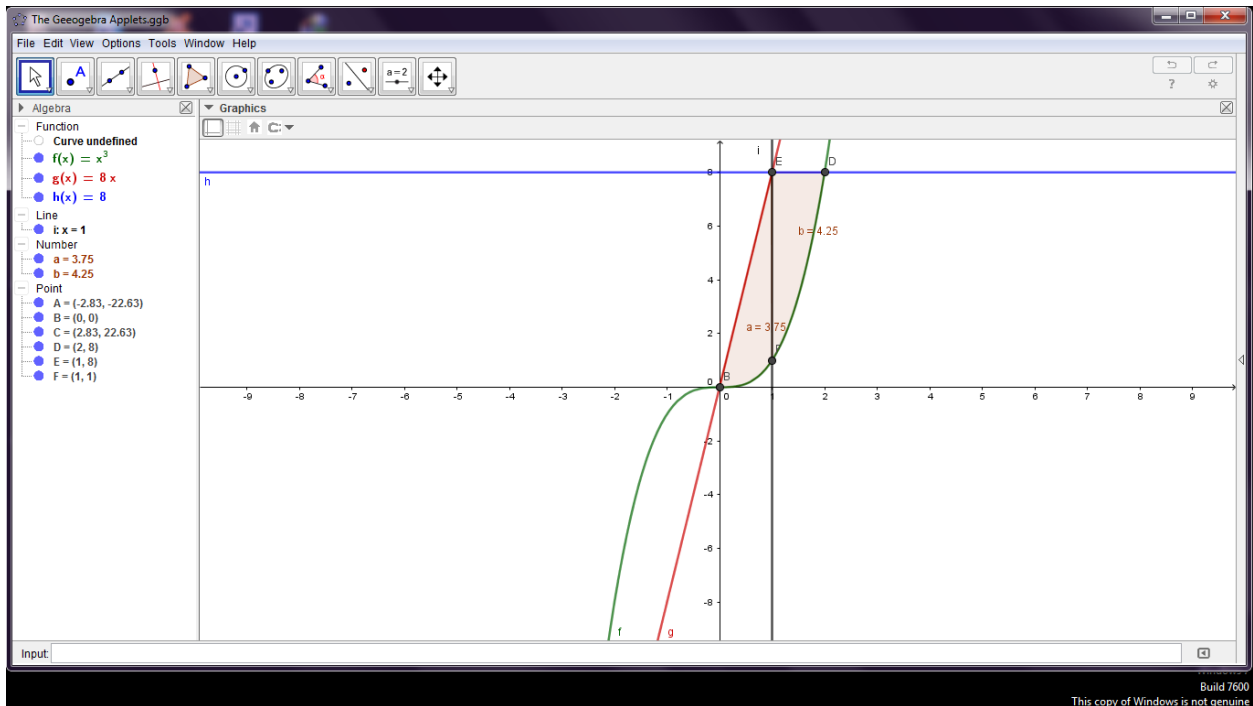 The Geeogebra Applets.ggb
File Edit View Options Tools Window Help
A
α
a=2
?
Algebra
Graphics
Function
Curve undefined
f(x) = x³
g(x) = 8 x
h(x) = 8
Line
i: x = 1
Number
a = 3.75
b = 4.25
Point
A = (-2.83, -22.63)
B = (0, 0)
C = (2.83, 22.63)
D = (2, 8)
E = (1, 8)
F = (1, 1)
i
E
D
h
8
6
b = 4.25
4
2
a = 3.75
F
B
0
-9 -8 -7 -6 -5 -4 -3 -2 -1 0 1 2 3 4 5 6 7 8 9
-2
-4
-6
-8
f
g
Input:
Build 7600
This copy of Windows is not genuine